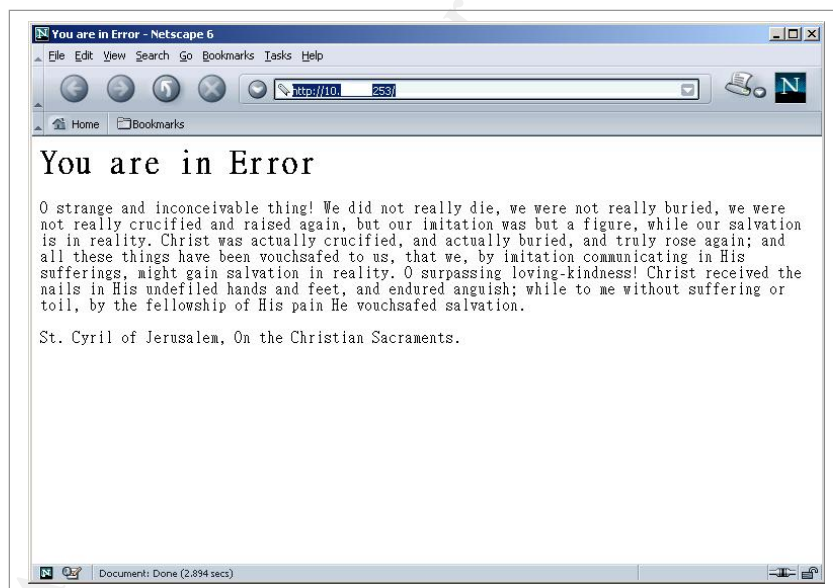 You are in Error - Netscape 6
File Edit View Search Go Bookmarks Tasks Help
http://10. 253/
N
Home Bookmarks
You are in Error
O strange and inconceivable thing! We did not really die, we were not really buried, we were
not really crucified and raised again, but our imitation was but a figure, while our salvation
is in reality. Christ was actually crucified, and actually buried, and truly rose again; and
all these things have been vouchsafed to us, that we, by imitation communicating in His
sufferings, might gain salvation in reality. O surpassing loving-kindness! Christ received the
nails in His undefiled hands and feet, and endured anguish; while to me without suffering or
toil, by the fellowship of His pain He vouchsafed salvation.
St. Cyril of Jerusalem, On the Christian Sacraments.
Document: Done (2.894 secs)